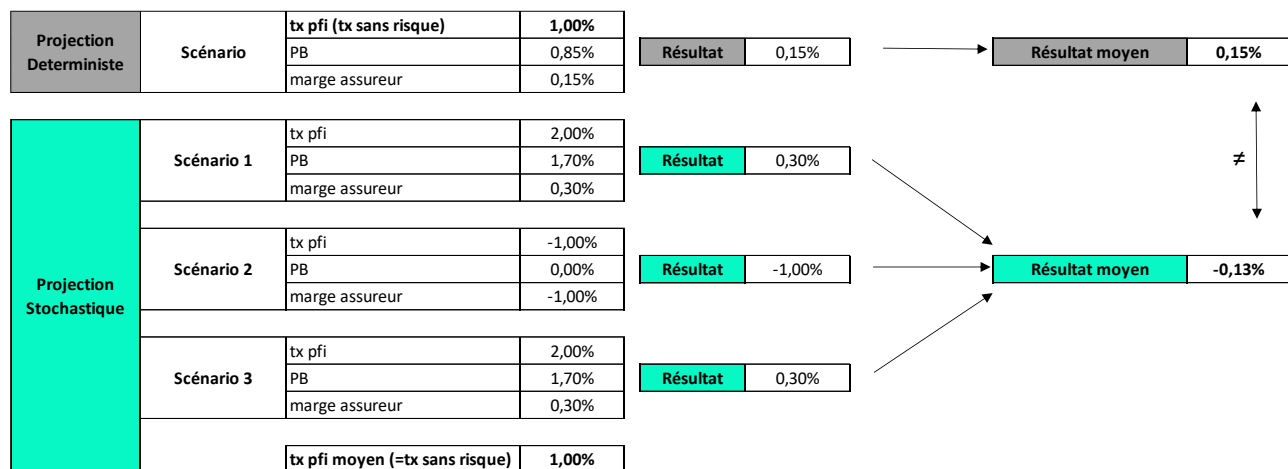 Projection
Deterministe
Scénario
tx pfi (tx sans risque) 1,00%
PB 0,85%
marge assureur 0,15%
Résultat 0,15%
Résultat moyen 0,15%
≠
Projection
Stochastique
Scénario 1
tx pfi 2,00%
PB 1,70%
marge assureur 0,30%
Résultat 0,30%
Scénario 2
tx pfi -1,00%
PB 0,00%
marge assureur -1,00%
Résultat -1,00%
Résultat moyen -0,13%
Scénario 3
tx pfi 2,00%
PB 1,70%
marge assureur 0,30%
Résultat 0,30%
tx pfi moyen (=tx sans risque) 1,00%